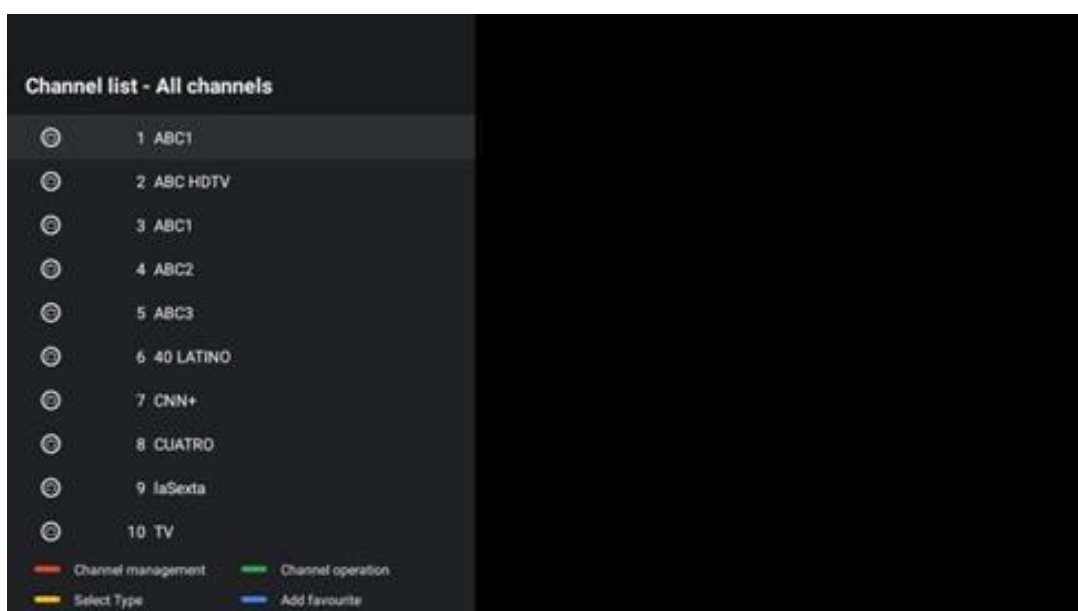 Channel list - All channels
1 ABC1
2 ABC HDTV
3 ABC1
4 ABC2
5 ABC3
6 40 LATINO
7 CNN+
8 CUATRO
9 laSexta
10 TV
Channel management Channel operation
Select Type Add favourite